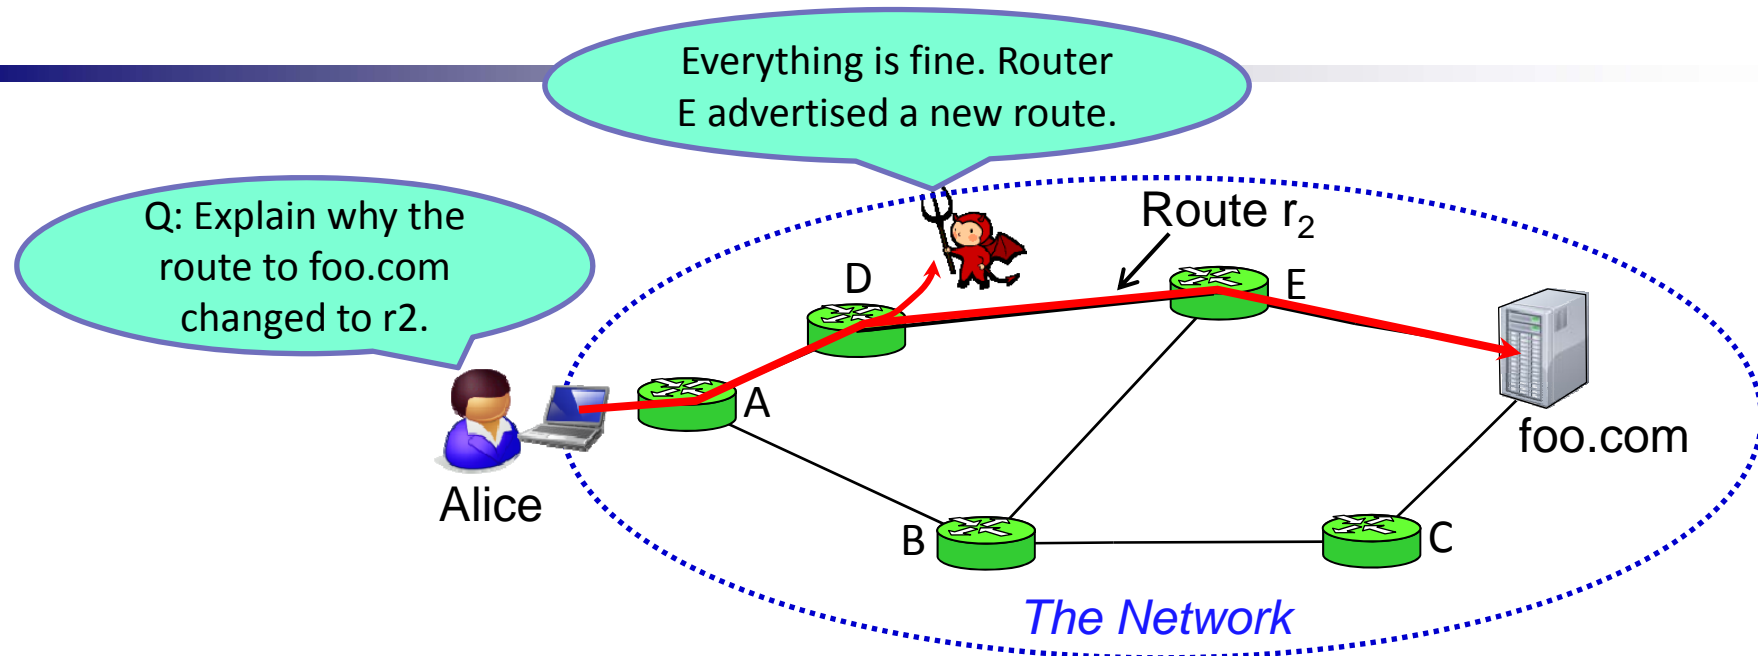 Everything is fine. Router
E advertised a new route.
Q: Explain why the
route to foo.com
changed to r2.
Route r₂
D
E
A
foo.com
Alice
B
C
The Network